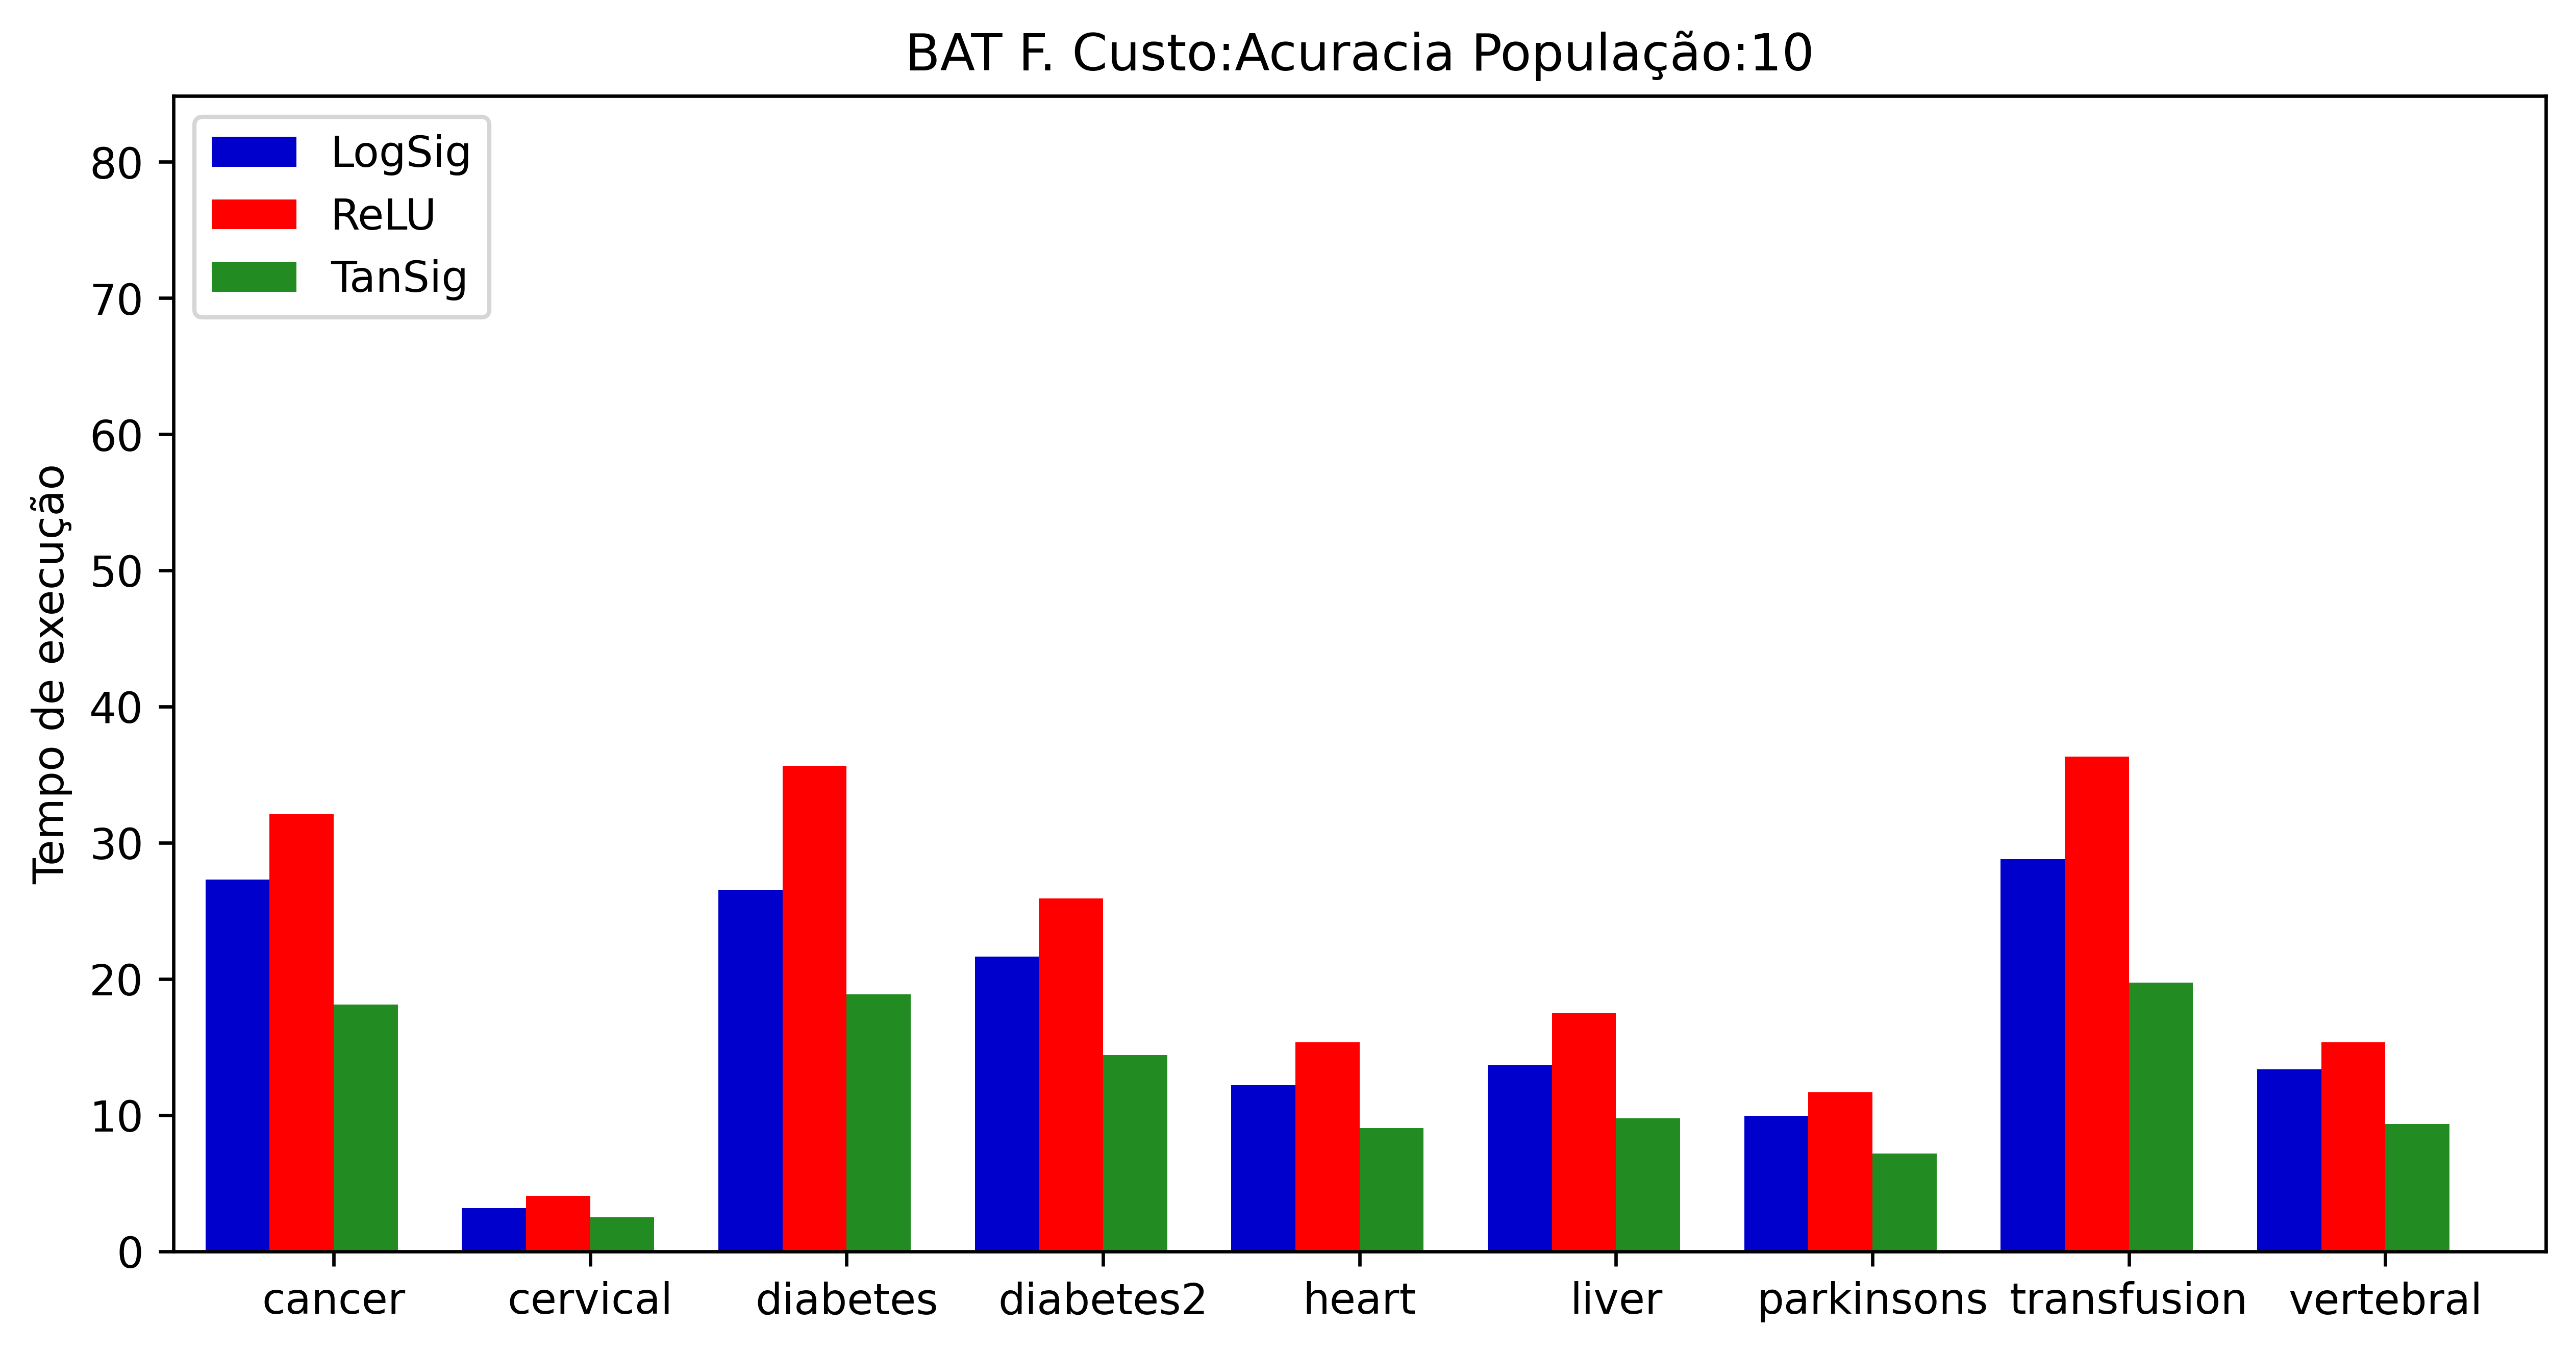 BAT F. Custo:Acuracia População:10
LogSig
ReLU
TanSig
Tempo de execução
80
70
60
50
40
30
20
10
0
cancer cervical diabetes diabetes2 heart liver parkinsons transfusion vertebral